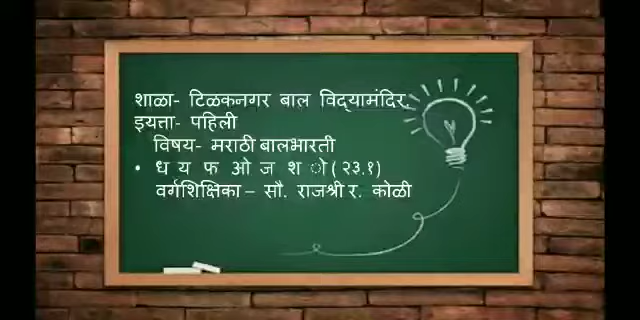 शाळा- टिळकनगर बाल विद्यामंदिर,
इयत्ता- पहिली
विषय- मराठी बालभारती
• ध य फ ओ ज श ो ( २३.१)
वर्गशिक्षिका – सौ. राजश्री र. कोळी